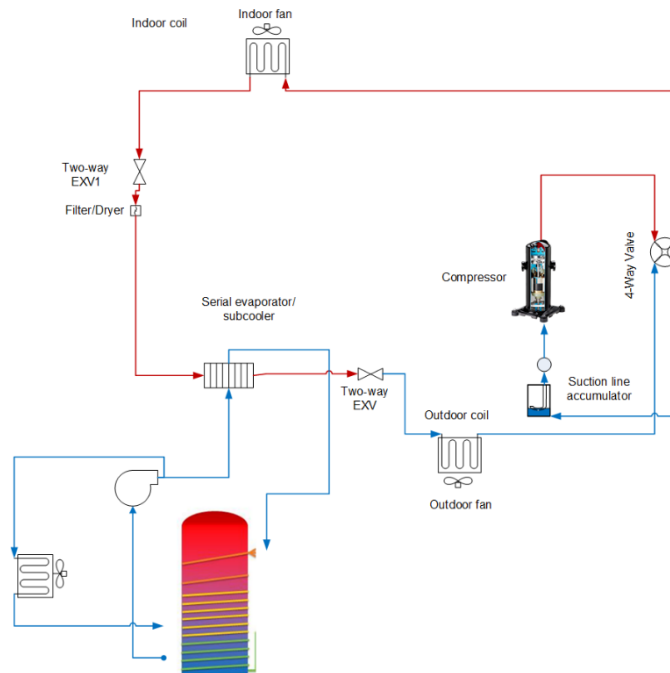 Indoor fan
Indoor coil
Two-way
EXV1
Filter/Dryer
Compressor
4-Way Valve
Serial evaporator/
subcooler
Two-way
EXV
Suction line
accumulator
Outdoor coil
Outdoor fan